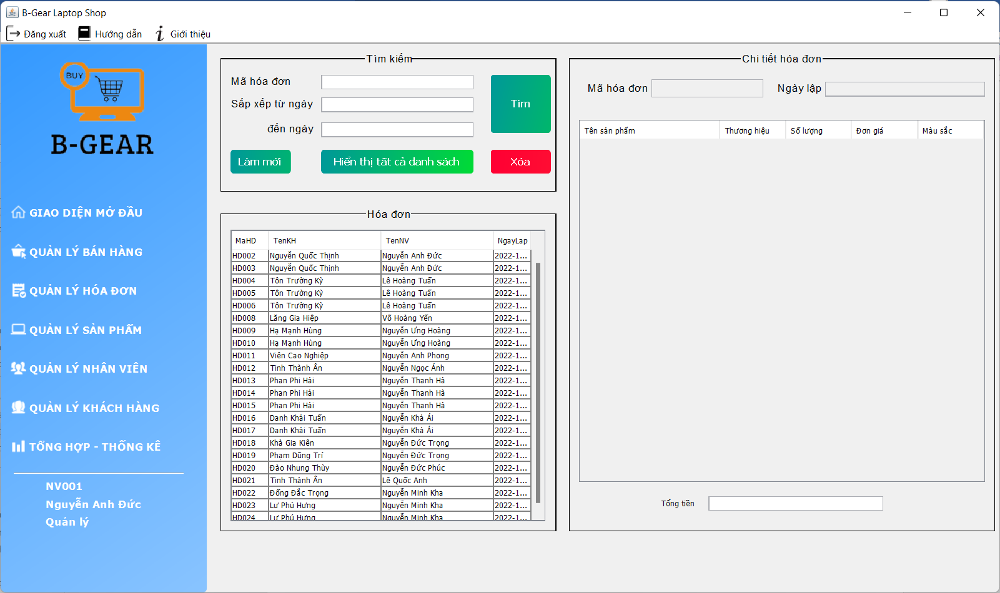 B-Gear Laptop Shop
Đăng xuất Hướng dẫn Giới thiệu
BUY
B-GEAR
GIAO DIỆN MỞ ĐẦU
QUẢN LÝ BÁN HÀNG
QUẢN LÝ HÓA ĐƠN
QUẢN LÝ SẢN PHẨM
QUẢN LÝ NHÂN VIÊN
QUẢN LÝ KHÁCH HÀNG
TỔNG HỢP - THỐNG KÊ
NV001
Nguyễn Anh Đức
Quản lý
Tìm kiếm
Mã hóa đơn
Sắp xếp từ ngày
đến ngày
Tìm
Làm mới Hiển thị tất cả danh sách Xóa
Hóa đơn
MaHD TenKH TenNV NgayLap
HD002 Nguyễn Quốc Thịnh Nguyễn Anh Đức 2022-1...
HD003 Nguyễn Quốc Thịnh Nguyễn Anh Đức 2022-1...
HD004 Tôn Trường Kỳ Lê Hoàng Tuấn 2022-1...
HD005 Tôn Trường Kỳ Lê Hoàng Tuấn 2022-1...
HD006 Tôn Trường Kỳ Lê Hoàng Tuấn 2022-1...
HD008 Lăng Gia Hiệp Võ Hoàng Yến 2022-1...
HD009 Hạ Mạnh Hùng Nguyễn Ưng Hoàng 2022-1...
HD010 Hạ Mạnh Hùng Nguyễn Ưng Hoàng 2022-1...
HD011 Viên Cao Nghiệp Nguyễn Anh Phong 2022-1...
HD012 Tinh Thành Ân Nguyễn Ngọc Ánh 2022-1...
HD013 Phan Phi Hải Nguyễn Thanh Hà 2022-1...
HD014 Phan Phi Hải Nguyễn Thanh Hà 2022-1...
HD015 Phan Phi Hải Nguyễn Thanh Hà 2022-1...
HD016 Danh Khải Tuấn Nguyễn Khả Ái 2022-1...
HD017 Danh Khải Tuấn Nguyễn Khả Ái 2022-1...
HD018 Khà Gia Kiên Nguyễn Đức Trọng 2022-1...
HD019 Phạm Dũng Trí Nguyễn Đức Trọng 2022-1...
HD020 Đào Nhung Thùy Nguyễn Đức Phúc 2022-1...
HD021 Tinh Thành Ân Lê Quốc Anh 2022-1...
HD022 Đống Đắc Trọng Nguyễn Minh Kha 2022-1...
HD023 Lư Phú Hưng Nguyễn Minh Kha 2022-1...
HD024 Lư Phú Hưng Nguyễn Minh Kha 2022-1...
Chi tiết hóa đơn
Mã hóa đơn Ngày lập
Tên sản phẩm Thương hiệu Số lượng Đơn giá Màu sắc
Tổng tiền